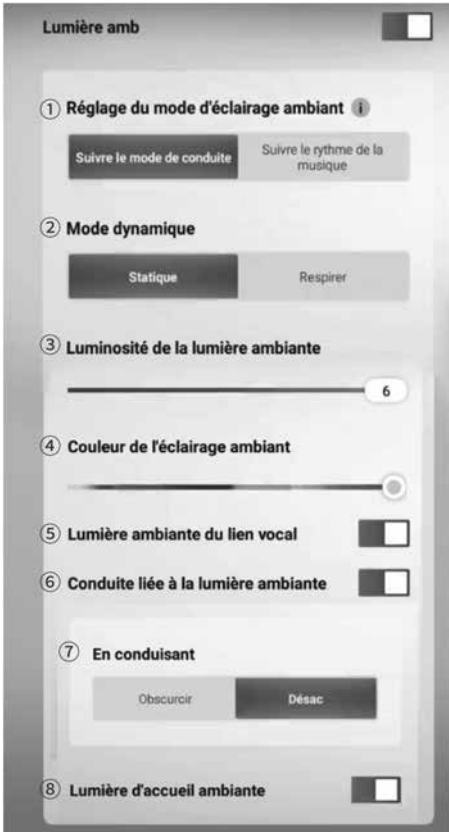 Lumière amb
① Réglage du mode d'éclairage ambiant i
Suivre le mode de conduite
Suivre le rythme de la
musique
② Mode dynamique
Statique
Respirer
③ Luminosité de la lumière ambiante
6
④ Couleur de l'éclairage ambiant
⑤ Lumière ambiante du lien vocal
⑥ Conduite liée à la lumière ambiante
⑦ En conduisant
Obscurcir
Désac
⑧ Lumière d'accueil ambiante